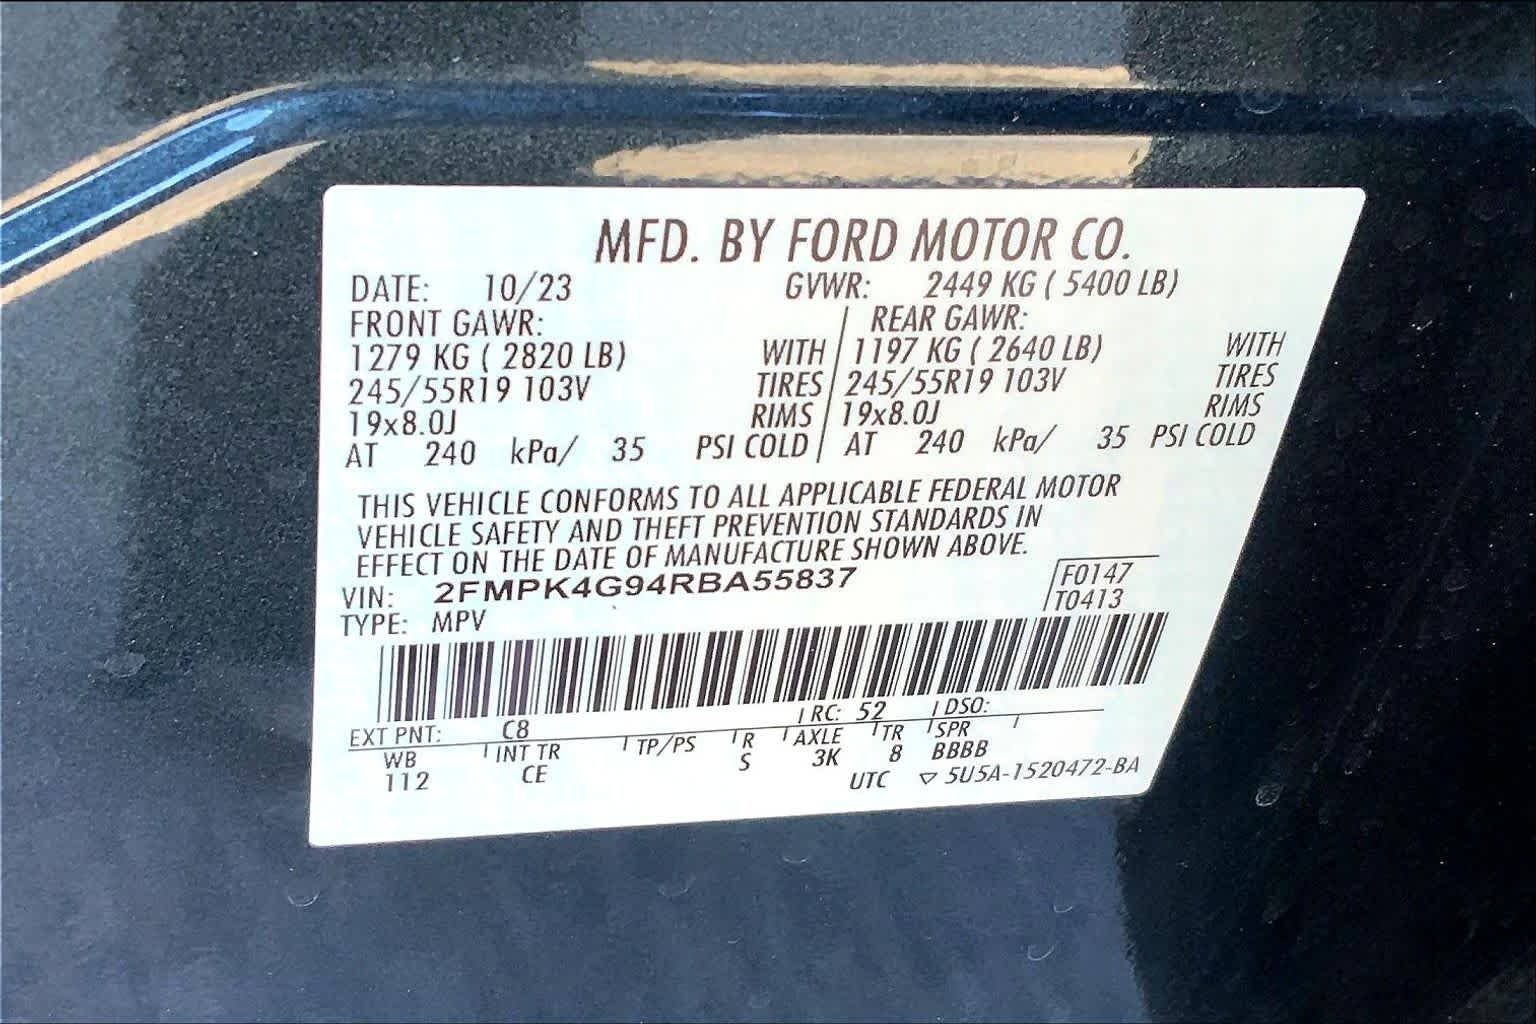 MFD. BY FORD MOTOR CO.
DATE: 10/23 GVWR: 2449 KG ( 5400 LB)
FRONT GAWR: REAR GAWR:
1279 KG ( 2820 LB) WITH 1197 KG ( 2640 LB) WITH
245/55R19 103V TIRES 245/55R19 103V TIRES
19x8.0J RIMS 19x8.0J RIMS
AT 240 kPa/ 35 PSI COLD AT 240 kPa/ 35 PSI COLD
THIS VEHICLE CONFORMS TO ALL APPLICABLE FEDERAL MOTOR
VEHICLE SAFETY AND THEFT PREVENTION STANDARDS IN
EFFECT ON THE DATE OF MANUFACTURE SHOWN ABOVE.
VIN: 2FMPK4G94RBA55837 F0147
TYPE: MPV T0413
EXT PNT: C8 RC: 52 DSO:
WB INT TR TP/PS R AXLE TR SPR
112 CE S 3K 8 BBBB
UTC ▽ 5U5A-1520472-BA